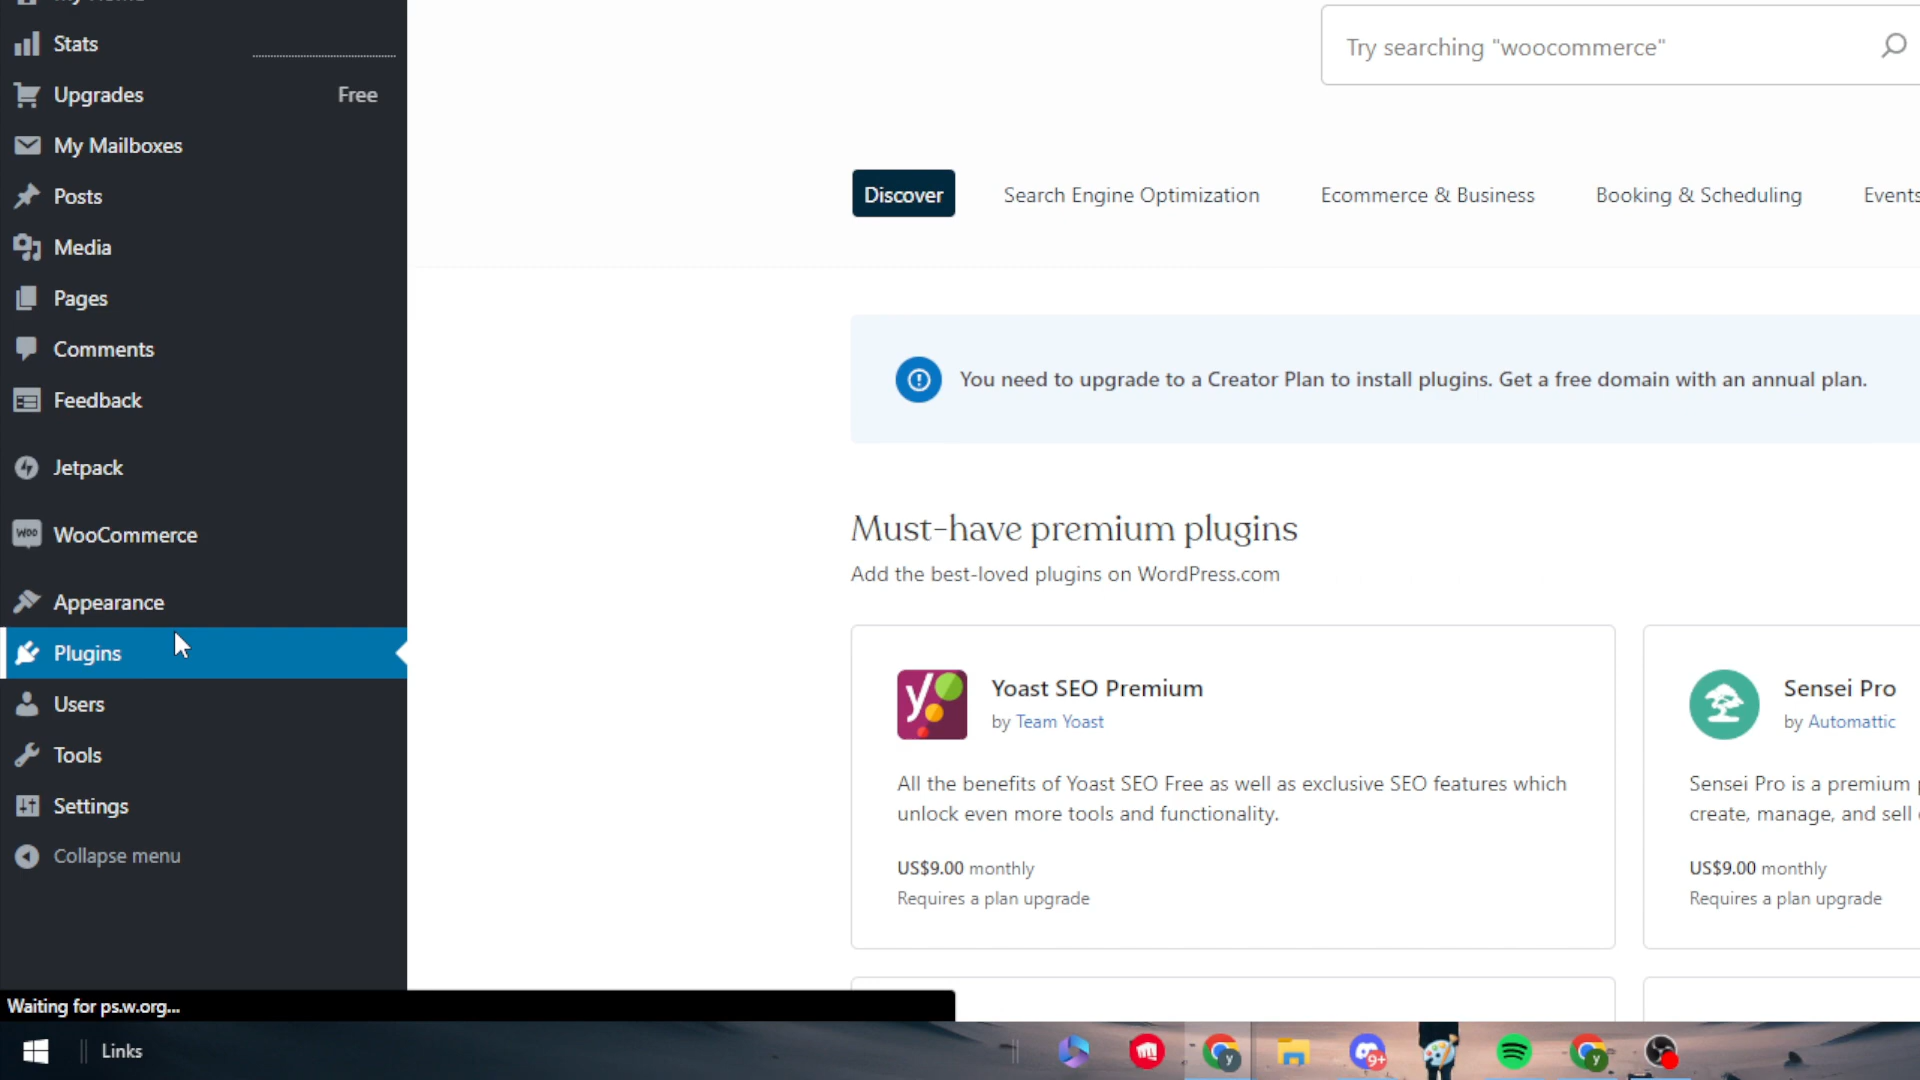 Stats
Upgrades Free
My Mailboxes
Posts
Media
Pages
Comments
Feedback
Jetpack
WOO WooCommerce
Appearance
Plugins
Users
Tools
Settings
Collapse menu
Try searching "woocommerce"
Discover Search Engine Optimization Ecommerce & Business Booking & Scheduling Events
You need to upgrade to a Creator Plan to install plugins. Get a free domain with an annual plan.
Must-have premium plugins
Add the best-loved plugins on WordPress.com
Yoast SEO Premium
by Team Yoast
All the benefits of Yoast SEO Free as well as exclusive SEO features which
unlock even more tools and functionality.
US$9.00 monthly
Requires a plan upgrade
Sensei Pro
by Automattic
Sensei Pro is a premium
create, manage, and sell
US$9.00 monthly
Requires a plan upgrade
Waiting for ps.w.org...
Links
y
9+
y